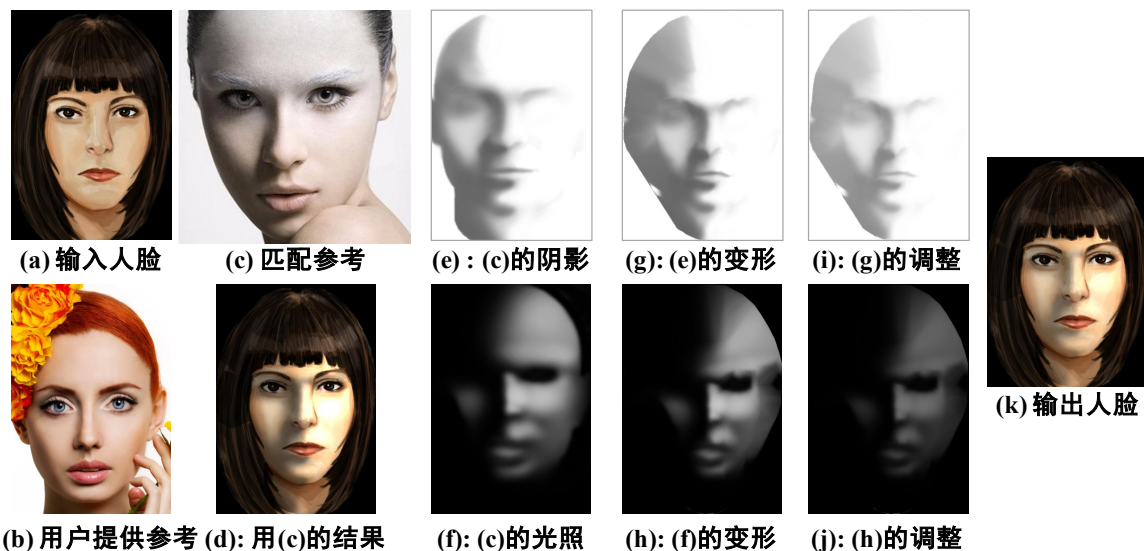 (a) 输入人脸
(c) 匹配参考
(e) : (c)的阴影
(g): (e)的变形
(i): (g)的调整
(k) 输出人脸
(b) 用户提供参考
(d): 用(c)的结果
(f): (c)的光照
(h): (f)的变形
(j): (h)的调整